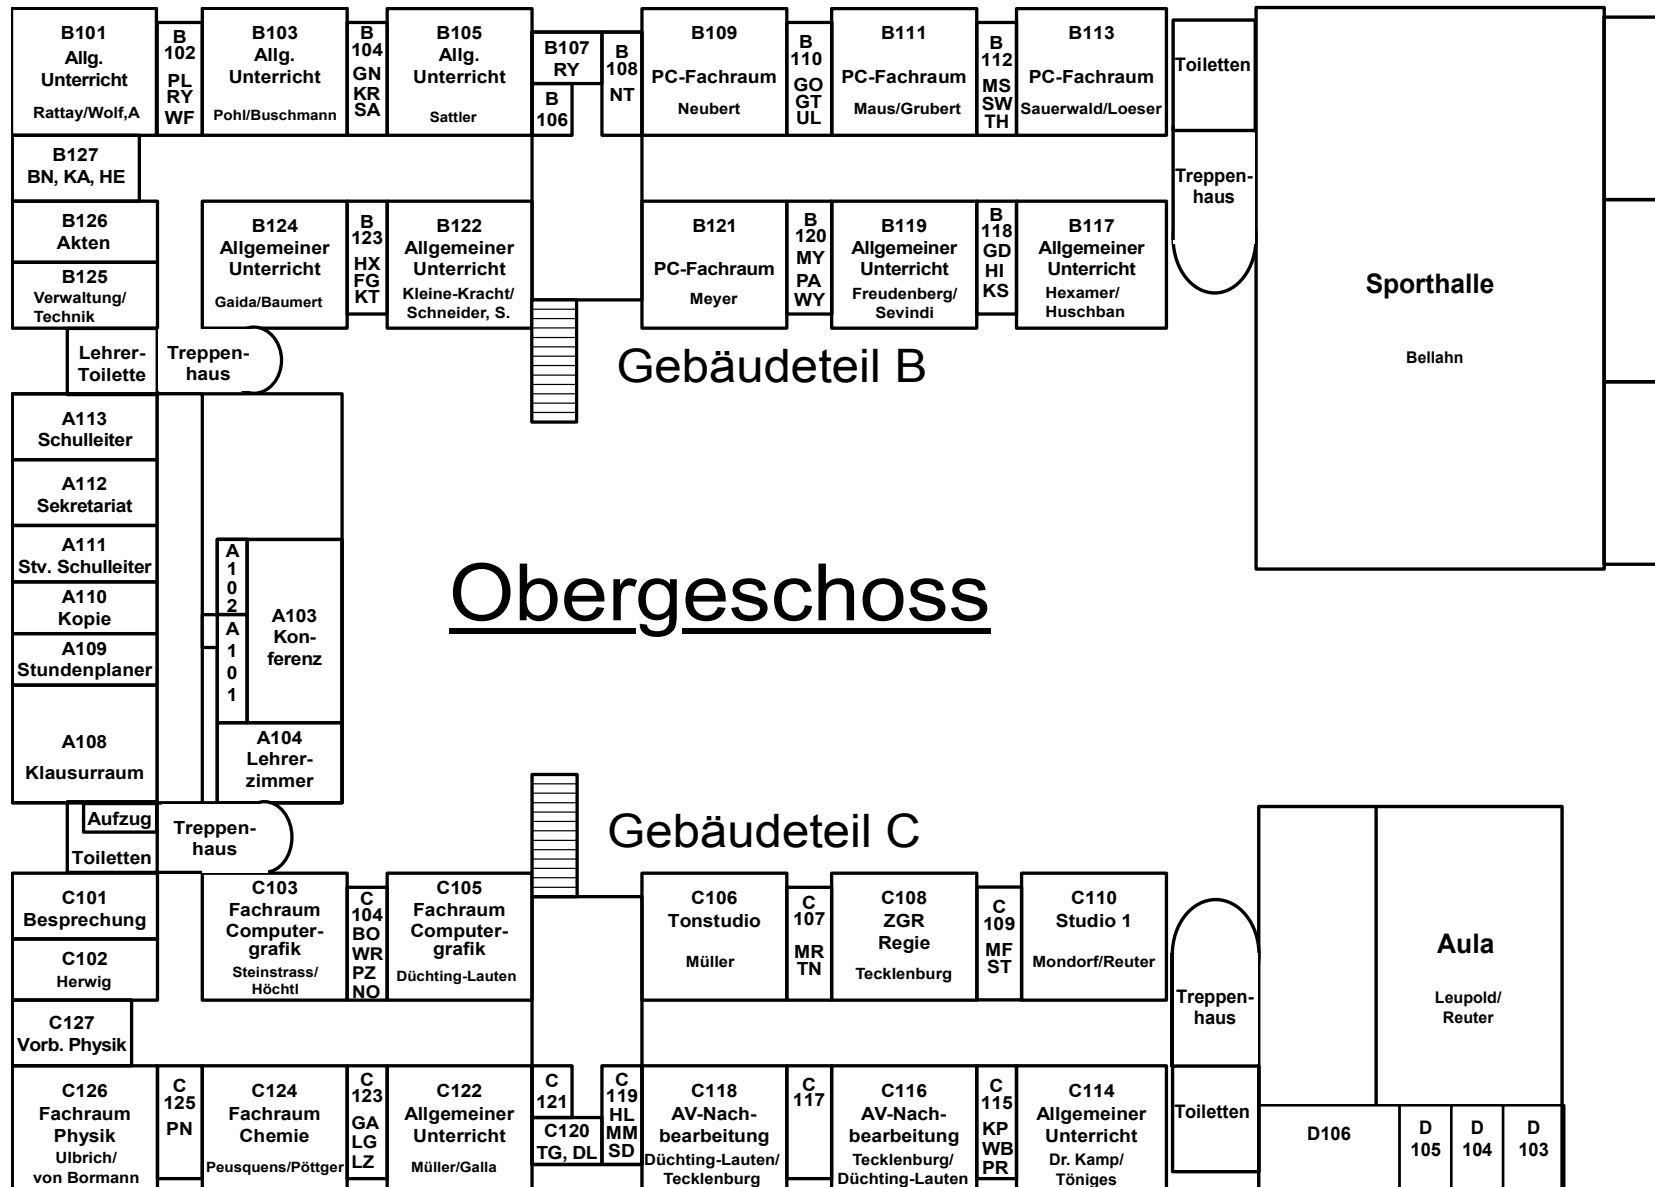 B101
Allg.
Unterricht
Rattay/Wolf,A
B
102
PL
RY
WF
B103
Allg.
Unterricht
Pohl/Buschmann
B
104
GN
KR
SA
B105
Allg.
Unterricht
Sattler
B107
RY
B
106
B
108
NT
B109
PC-Fachraum
Neubert
B
110
GO
GT
UL
B111
PC-Fachraum
Maus/Grubert
B
112
MS
SW
TH
B113
PC-Fachraum
Sauerwald/Loeser
Toiletten
Treppen-
haus
B127
BN, KA, HE
B126
Akten
B125
Verwaltung/
Technik
B124
Allgemeiner
Unterricht
Gaida/Baumert
B
123
HX
FG
KT
B122
Allgemeiner
Unterricht
Kleine-Kracht/
Schneider, S.
B121
PC-Fachraum
Meyer
B
120
MY
PA
WY
B119
Allgemeiner
Unterricht
Freudenberg/
Sevindi
B
118
GD
HI
KS
B117
Allgemeiner
Unterricht
Hexamer/
Huschban
Sporthalle
Bellahn
Lehrer-
Toilette
Treppen-
haus
Gebäudeteil B
A113
Schulleiter
A112
Sekretariat
A111
Stv. Schulleiter
A110
Kopie
A109
Stundenplaner
A108
Klausurraum
A
1
0
2
A
1
0
1
A103
Kon-
ferenz
A104
Lehrer-
zimmer
Obergeschoss
Aufzug
Toiletten
Treppen-
haus
Gebäudeteil C
C101
Besprechung
C102
Herwig
C127
Vorb. Physik
C103
Fachraum
Computer-
grafik
Steinstrass/
Höchtl
C
104
BO
WR
PZ
NO
C105
Fachraum
Computer-
grafik
Düchting-Lauten
C106
Tonstudio
Müller
C
107
MR
TN
C108
ZGR
Regie
Tecklenburg
C
109
MF
ST
C110
Studio 1
Mondorf/Reuter
Treppen-
haus
Aula
Leupold/
Reuter
C126
Fachraum
Physik
Ulbrich/
von Bormann
C
125
PN
C124
Fachraum
Chemie
Peusquens/Pöttger
C
123
GA
LG
LZ
C122
Allgemeiner
Unterricht
Müller/Galla
C
121
C120
TG, DL
C
119
HL
MM
SD
C118
AV-Nach-
bearbeitung
Düchting-Lauten/
Tecklenburg
C
117
C116
AV-Nach-
bearbeitung
Tecklenburg/
Düchting-Lauten
C
115
KP
WB
PR
C114
Allgemeiner
Unterricht
Dr. Kamp/
Töniges
Toiletten
D106
D
105
D
104
D
103